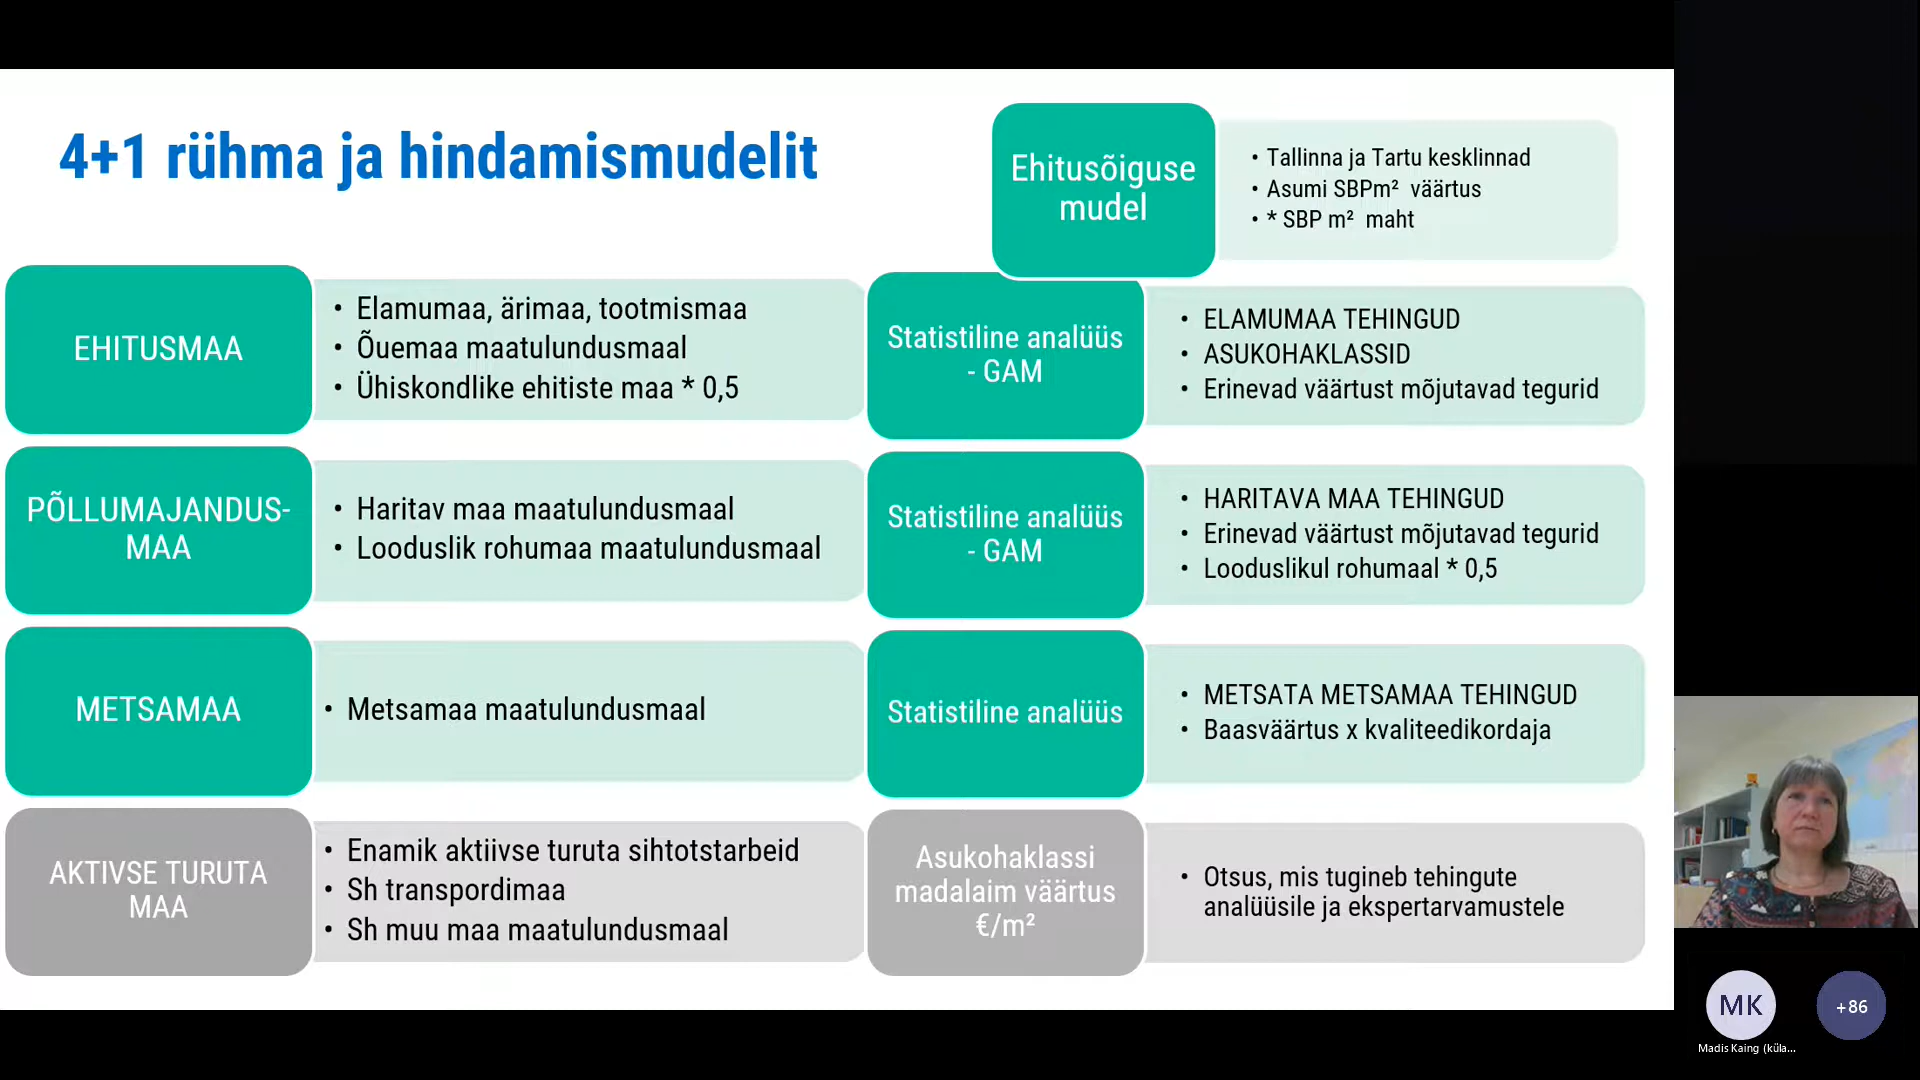 4+1 rühma ja hindamismudelit
Ehitusõiguse
mudel
• Tallinna ja Tartu kesklinnad
• Asumi SBPm² väärtus
• * SBP m² maht
EHITUSMAA
• Elamumaa, ärimaa, tootmismaa
• Õuemaa maatulundusmaal
• Ühiskondlike ehitiste maa * 0,5
Statistiline analüüs
- GAM
• ELAMUMAA TEHINGUD
• ASUKOHAKLASSID
• Erinevad väärtust mõjutavad tegurid
PÕLLUMAJANDUS-
MAA
• Haritav maa maatulundusmaal
• Looduslik rohumaa maatulundusmaal
Statistiline analüüs
- GAM
• HARITAVA MAA TEHINGUD
• Erinevad väärtust mõjutavad tegurid
• Looduslikul rohumaal * 0,5
METSAMAA
• Metsamaa maatulundusmaal
Statistiline analüüs
• METSATA METSAMAA TEHINGUD
• Baasväärtus x kvaliteedikordaja
AKTIVSE TURUTA
MAA
• Enamik aktiivse turuta sihtotstarbeid
• Sh transpordimaa
• Sh muu maa maatulundusmaal
Asukohaklassi
madalaim väärtus
€/m²
• Otsus, mis tugineb tehingute
analüüsile ja ekspertarvamustele
MK
+86
Madis Kaing (küla...